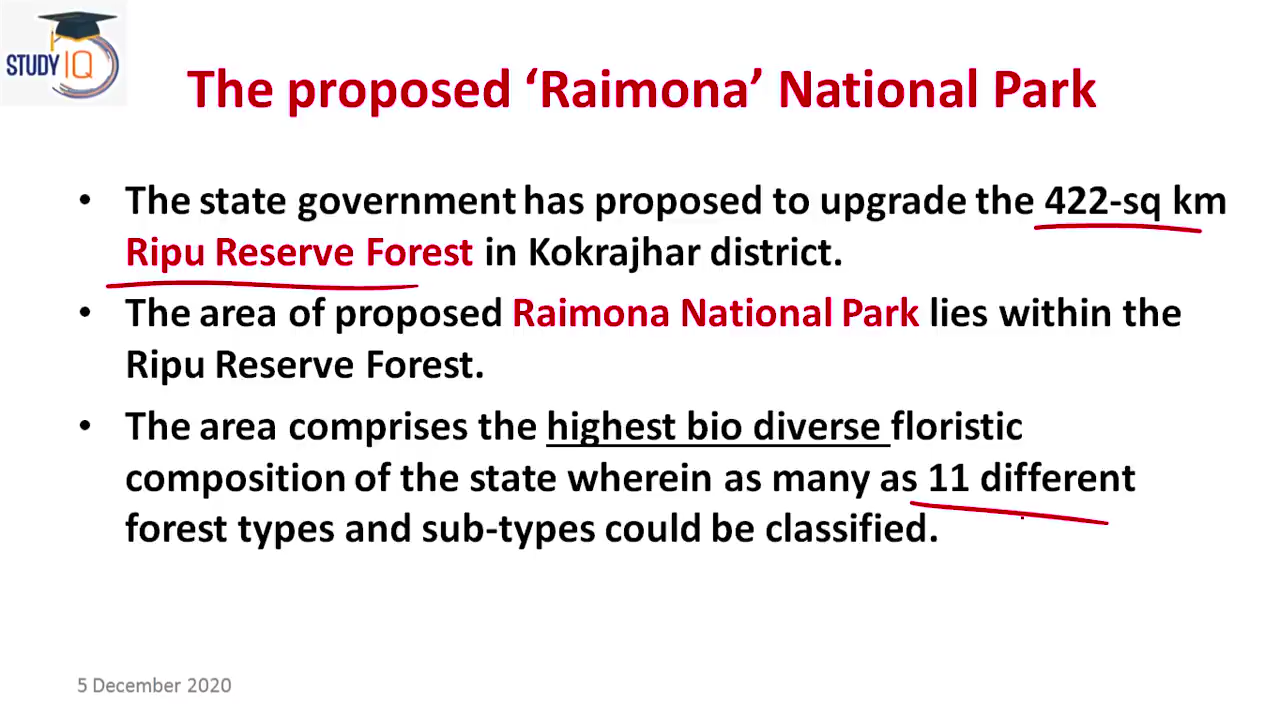 STUDY IQ
The proposed ‘Raimona’ National Park
• The state government has proposed to upgrade the 422-sq km
Ripu Reserve Forest in Kokrajhar district.
• The area of proposed Raimona National Park lies within the
Ripu Reserve Forest.
• The area comprises the highest bio diverse floristic
composition of the state wherein as many as 11 different
forest types and sub-types could be classified.
5 December 2020